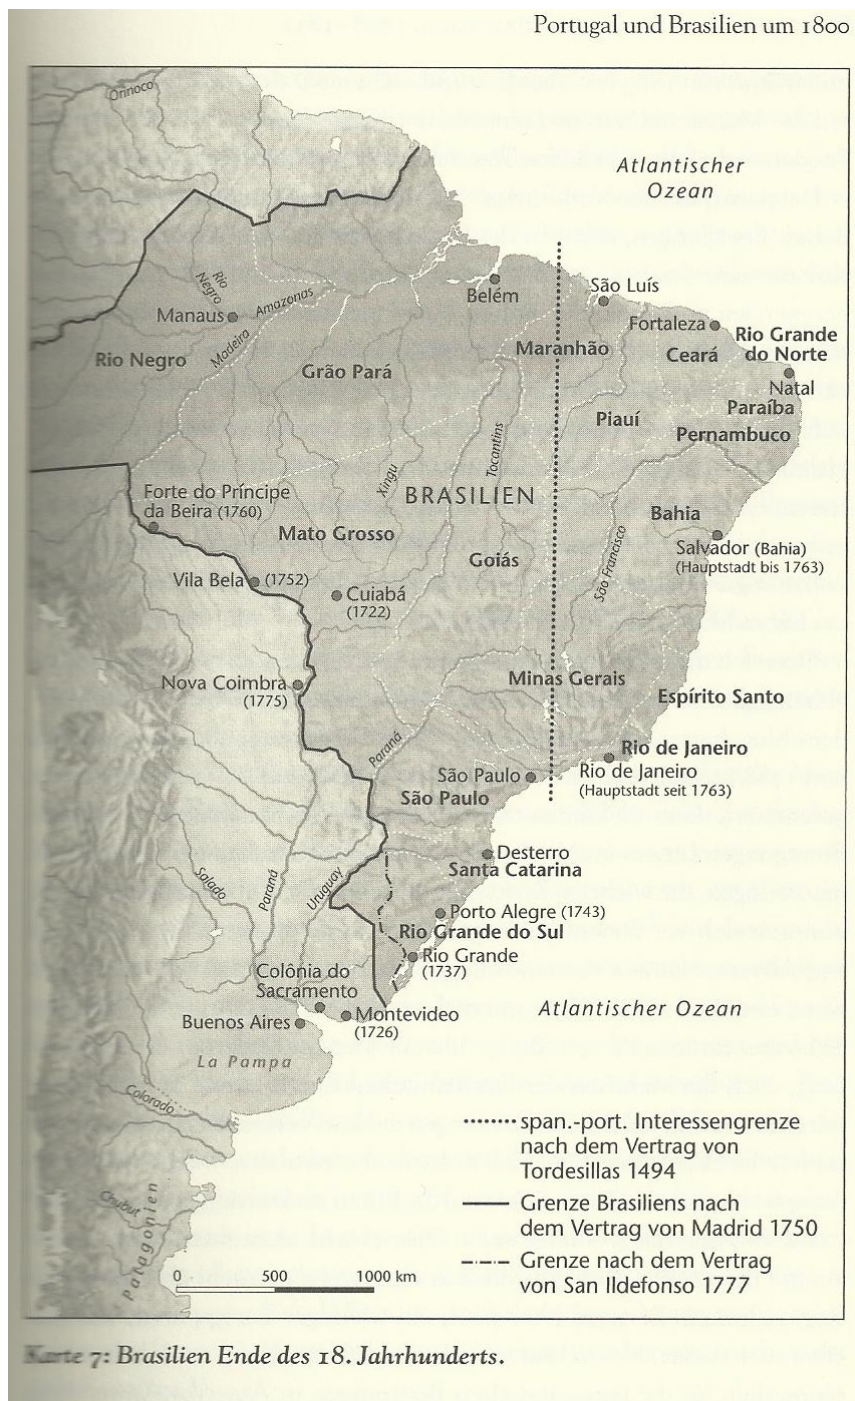 Portugal und Brasilien um 1800
Orinoco
Atlantischer
Ozean
Rio
Negro
Belém
São Luís
Manaus
Amazonas
Madeira
Fortaleza
Rio Grande
do Norte
Rio Negro
Maranhão
Ceará
Grão Pará
Natal
Paraíba
Piauí
Pernambuco
Tocantins
Xingu
Forte do Príncipe
da Beira (1760)
BRASILIEN
Bahia
Mato Grosso
Salvador (Bahia)
(Hauptstadt bis 1763)
Goiás
São Francisco
Vila Bela (1752)
Cuiabá
(1722)
Nova Coimbra
(1775)
Minas Gerais
Espírito Santo
Paraná
Rio de Janeiro
São Paulo
Rio de Janeiro
(Hauptstadt seit 1763)
São Paulo
Desterro
Santa Catarina
Salado
Paraná
Uruguay
Porto Alegre (1743)
Rio Grande do Sul
Rio Grande
(1737)
Colônia do
Sacramento
Buenos Aires
Montevideo
(1726)
Atlantischer Ozean
La Pampa
Colorado
Chubut
Patagonien
span.-port. Interessengrenze
nach dem Vertrag von
Tordesillas 1494
Grenze Brasiliens nach
dem Vertrag von Madrid 1750
Grenze nach dem Vertrag
von San Ildefonso 1777
0 500 1000 km
Karte 7: Brasilien Ende des 18. Jahrhunderts.